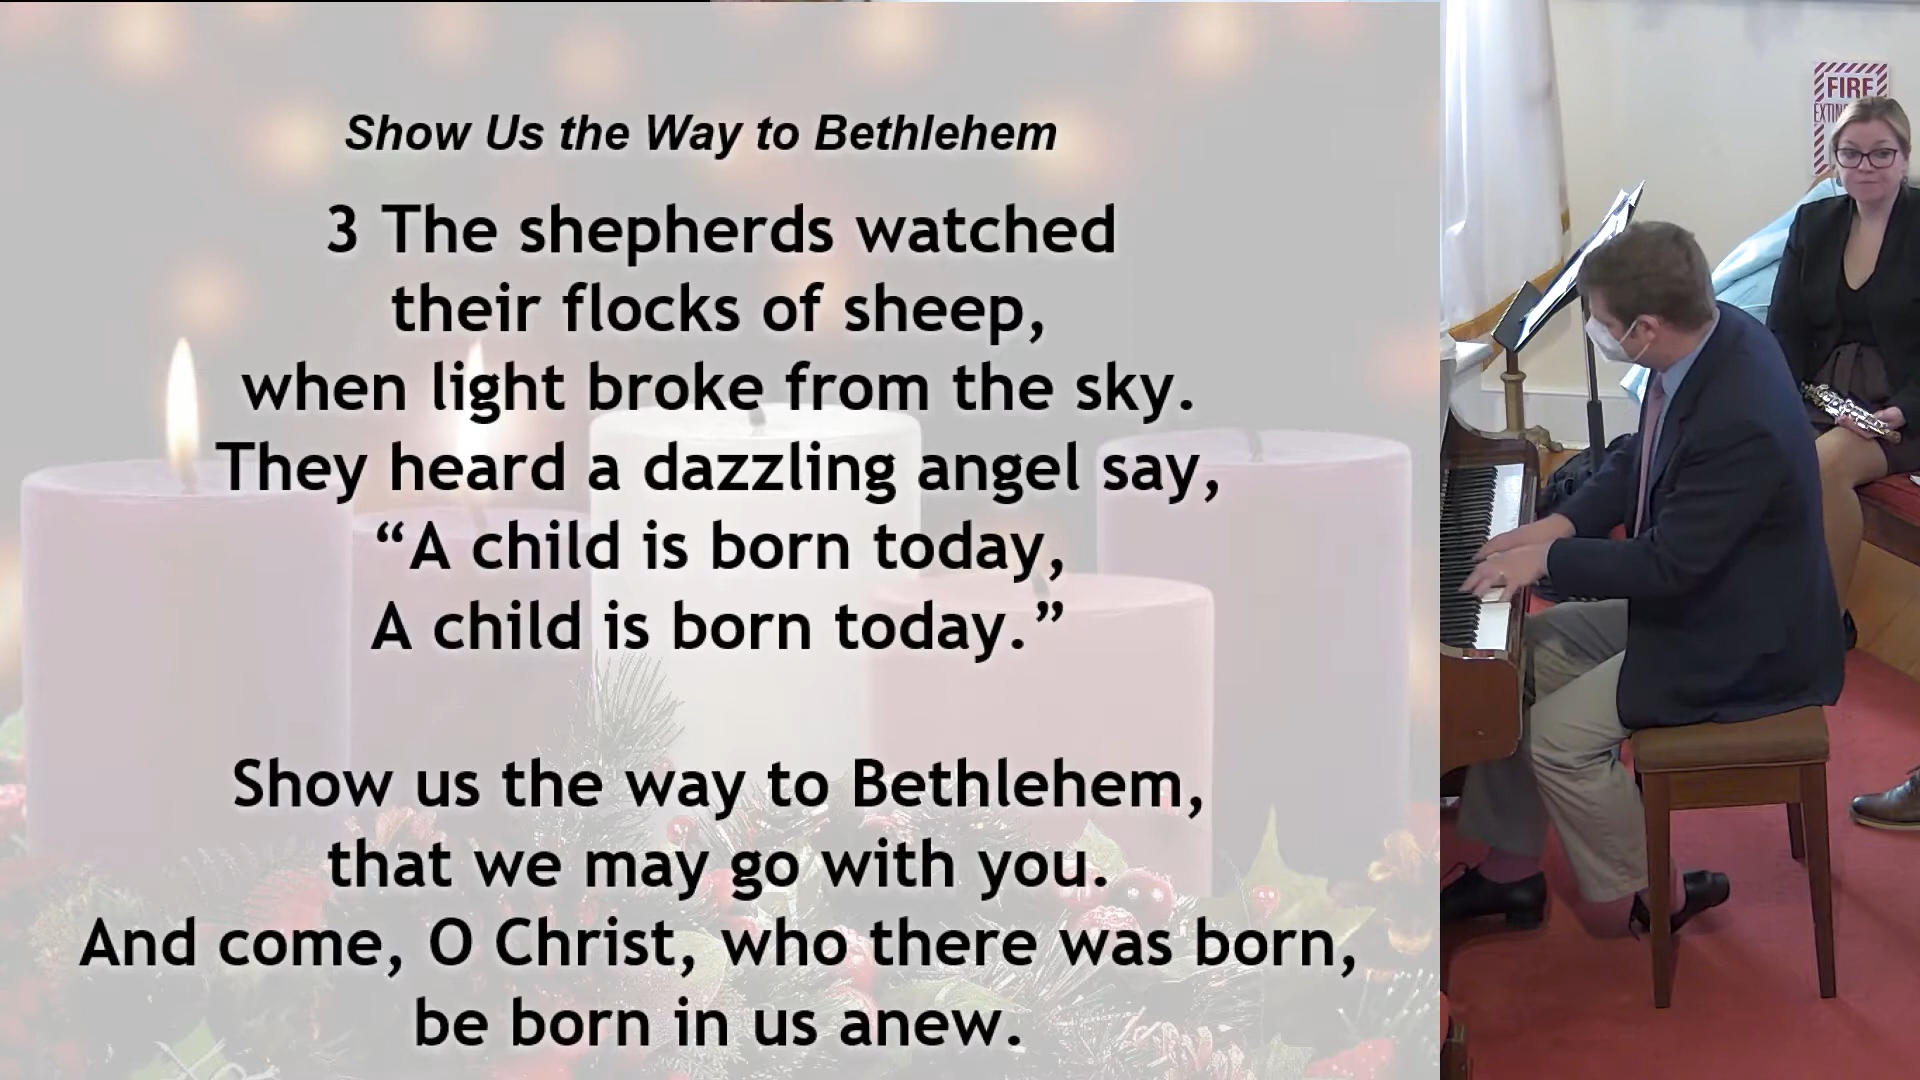 Show Us the Way to Bethlehem
3 The shepherds watched
their flocks of sheep,
when light broke from the sky.
They heard a dazzling angel say,
“A child is born today,
A child is born today.”
Show us the way to Bethlehem,
that we may go with you.
And come, O Christ, who there was born,
be born in us anew.
FIRE